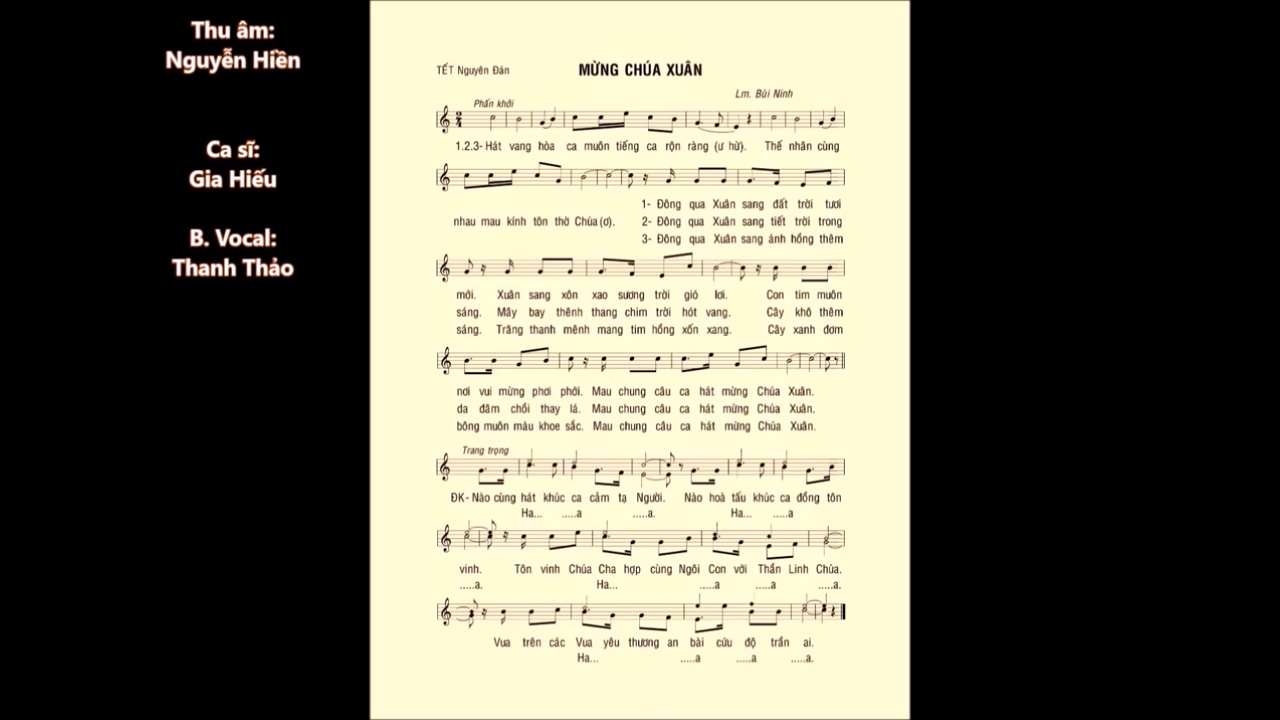 Thu âm:
Nguyễn Hiền
Ca sĩ:
Gia Hiếu
B. Vocal:
Thanh Thảo
TẾT Nguyên Đán
MỪNG CHÚA XUÂN
Lm. Bùi Ninh
Phấn khởi
1.2.3- Hát vang hòa ca muôn tiếng ca rộn ràng (ư hừ). Thế nhân cùng
1- Đông qua Xuân sang đất trời tươi
nhau mau kính tôn thờ Chúa (ơ). 2- Đông qua Xuân sang tiết trời trong
3- Đông qua Xuân sang ánh hồng thêm
mới. Xuân sang xôn xao sương trời gió lơi. Con tim muôn
sáng. Mây bay thênh thang chim trời hót vang. Cây khô thêm
sáng. Trăng thanh mênh mang tim hồng xốn xang. Cây xanh đơm
nơi vui mừng phơi phới. Mau chung câu ca hát mừng Chúa Xuân.
da đâm chồi thay lá. Mau chung câu ca hát mừng Chúa Xuân.
bông muôn màu khoe sắc. Mau chung câu ca hát mừng Chúa Xuân.
Trang trọng
ĐK- Nào cùng hát khúc ca cảm tạ Người. Nào hoà tấu khúc ca đồng tôn
Ha... .....a .....a. Ha... .....a
vinh. Tôn vinh Chúa Cha hợp cùng Ngôi Con với Thần Linh Chúa.
.....a. Ha... .....a .....a .....a.
Vua trên các Vua yêu thương an bài cứu độ trần ai.
Ha... .....a .....a .....a.